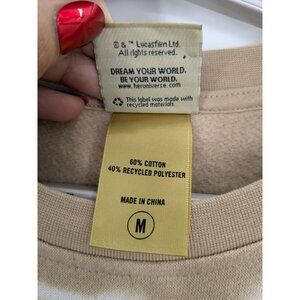 © & ™ Lucasfilm Ltd.
All rights reserved.
DREAM YOUR WORLD.
BE YOUR WORLD.
www.heroniverse.com
This label was made with
recycled materials.
60% COTTON
40% RECYCLED POLYESTER
MADE IN CHINA
M